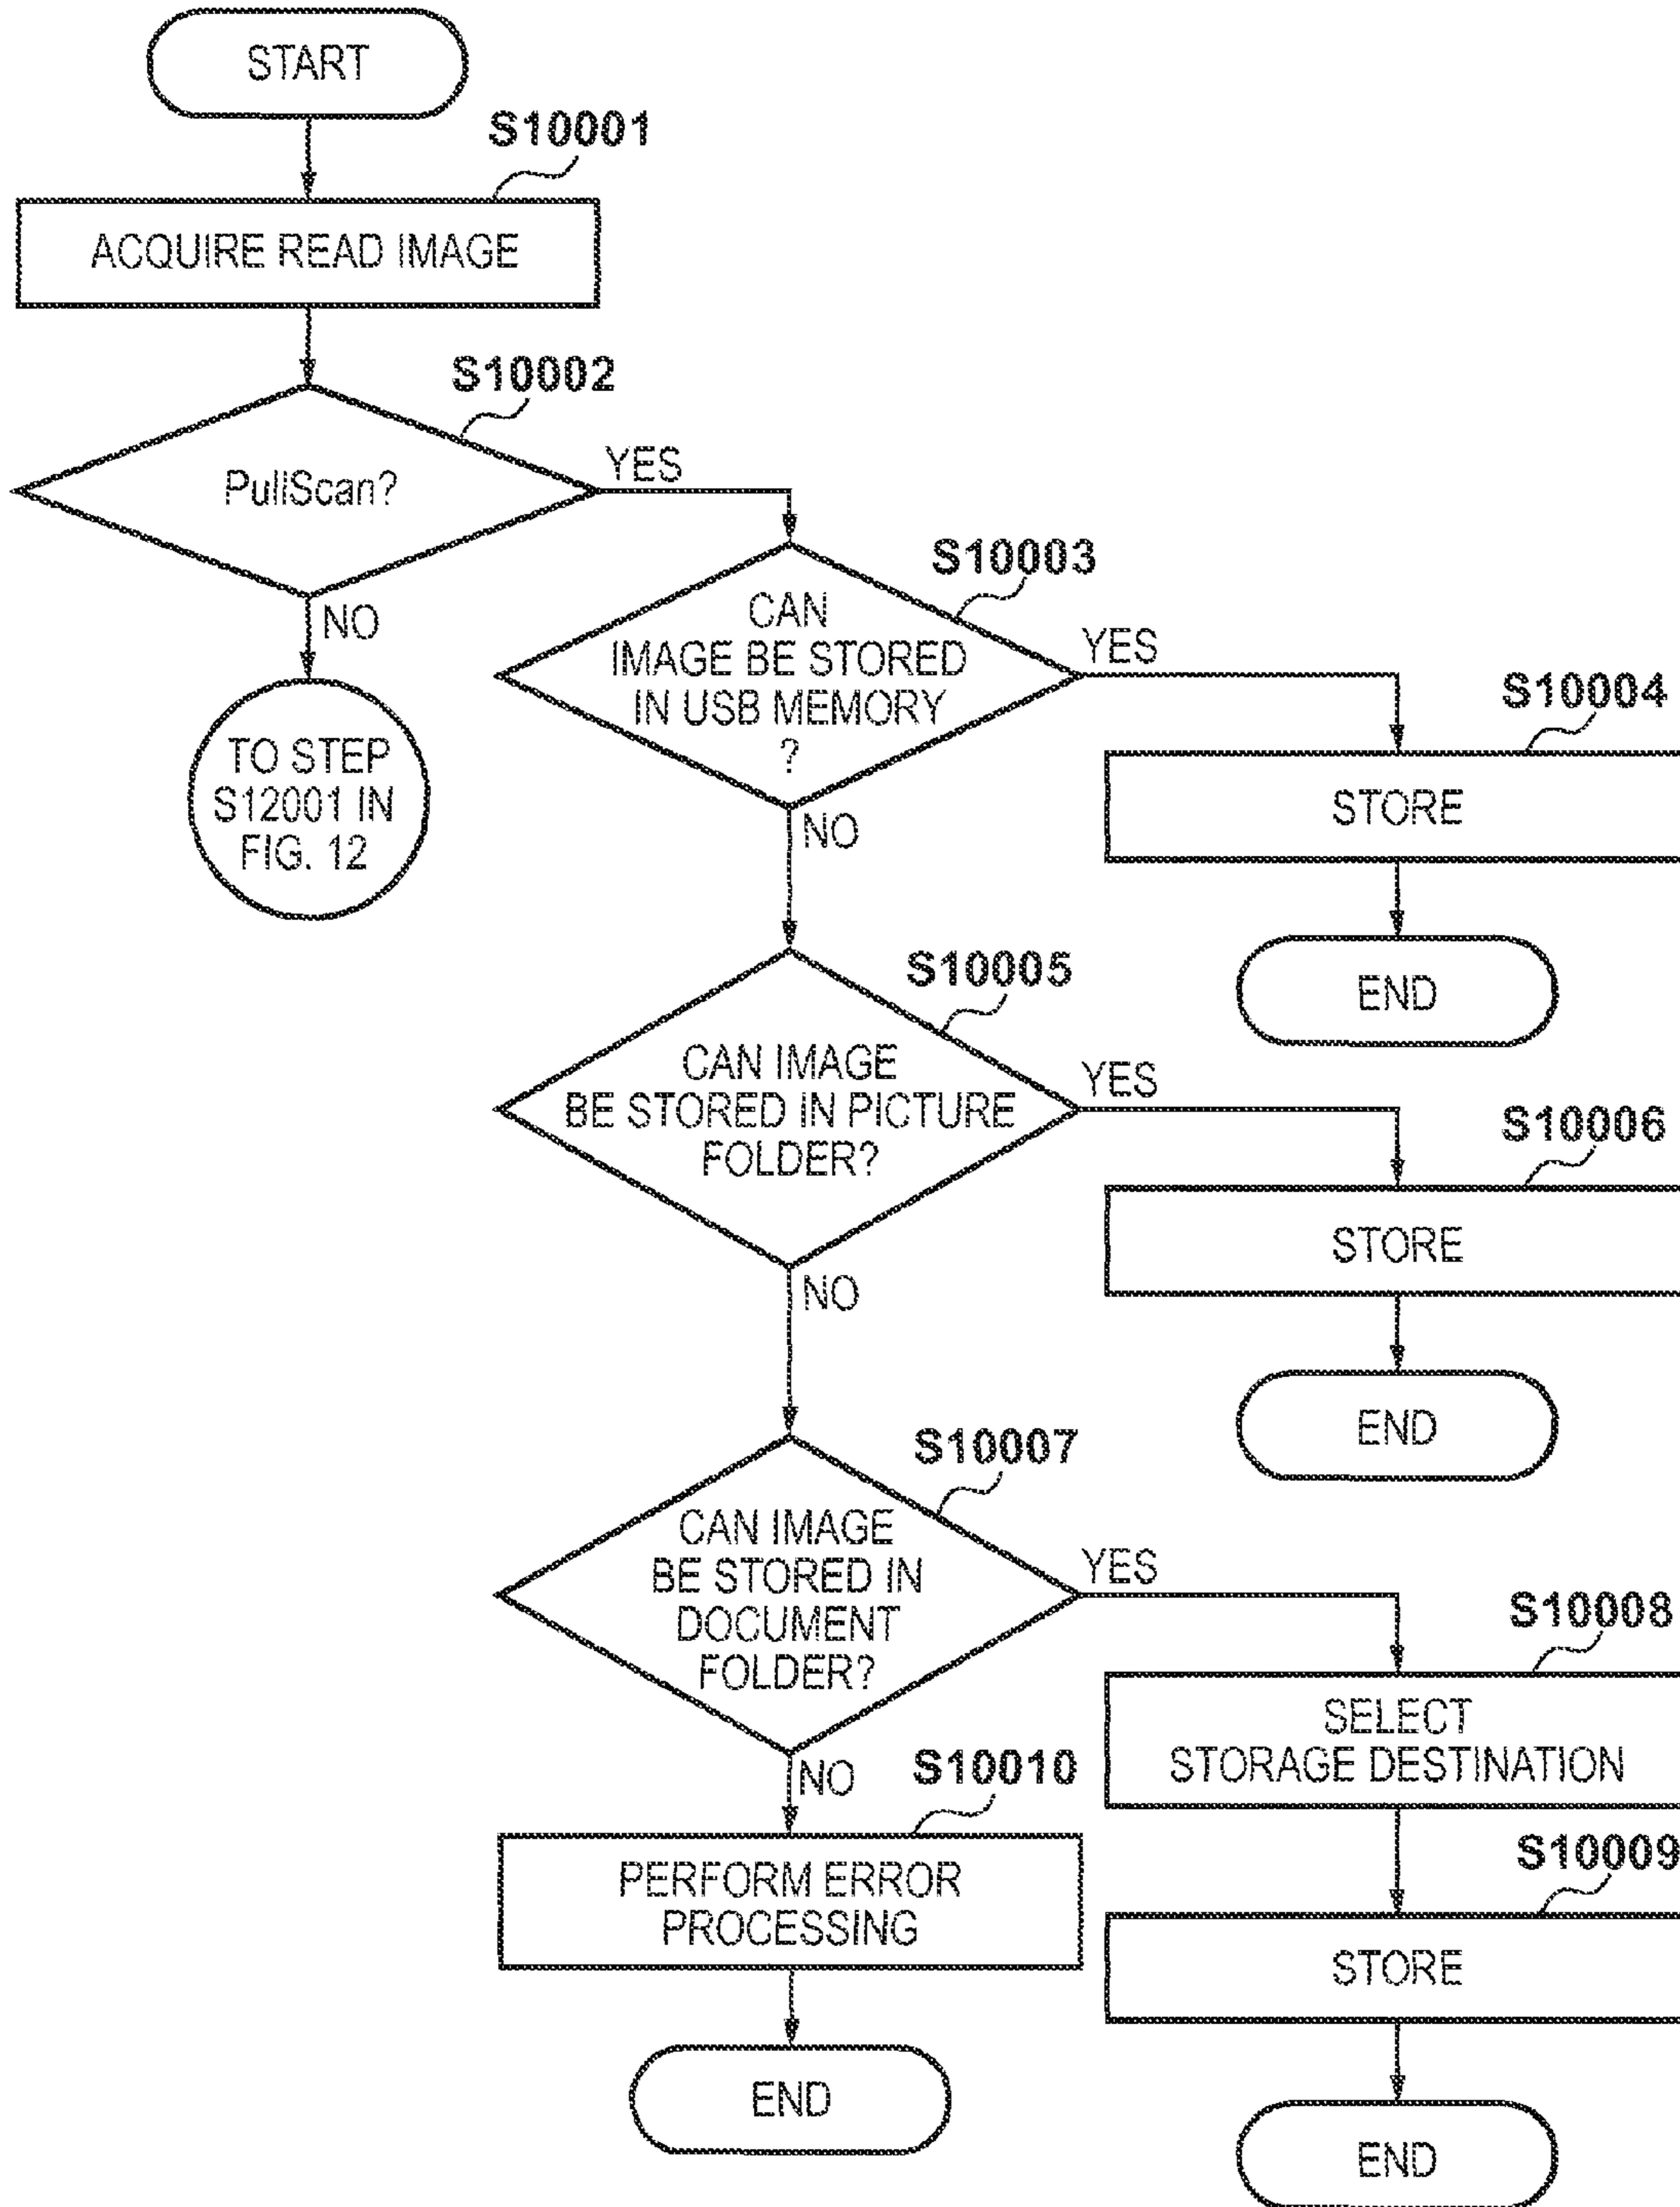 START
S10001
ACQUIRE READ IMAGE
S10002
PullScan?
YES
NO
TO STEP
S12001 IN
FIG. 12
S10003
CAN
IMAGE BE STORED
IN USB MEMORY
?
YES
NO
S10004
STORE
END
S10005
CAN IMAGE
BE STORED IN PICTURE
FOLDER?
YES
NO
S10006
STORE
END
S10007
CAN IMAGE
BE STORED IN
DOCUMENT
FOLDER?
YES
NO
S10008
SELECT
STORAGE DESTINATION
S10009
STORE
END
S10010
PERFORM ERROR
PROCESSING
END